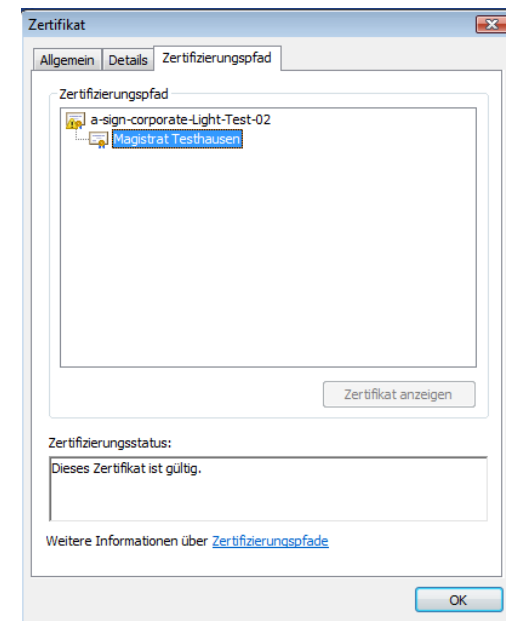 Zertifikat
Allgemein Details Zertifizierungspfad
Zertifizierungspfad
a-sign-corporate-Light-Test-02
Magistrat Testhausen
Zertifikat anzeigen
Zertifizierungsstatus:
Dieses Zertifikat ist gültig.
Weitere Informationen über Zertifizierungspfade
OK